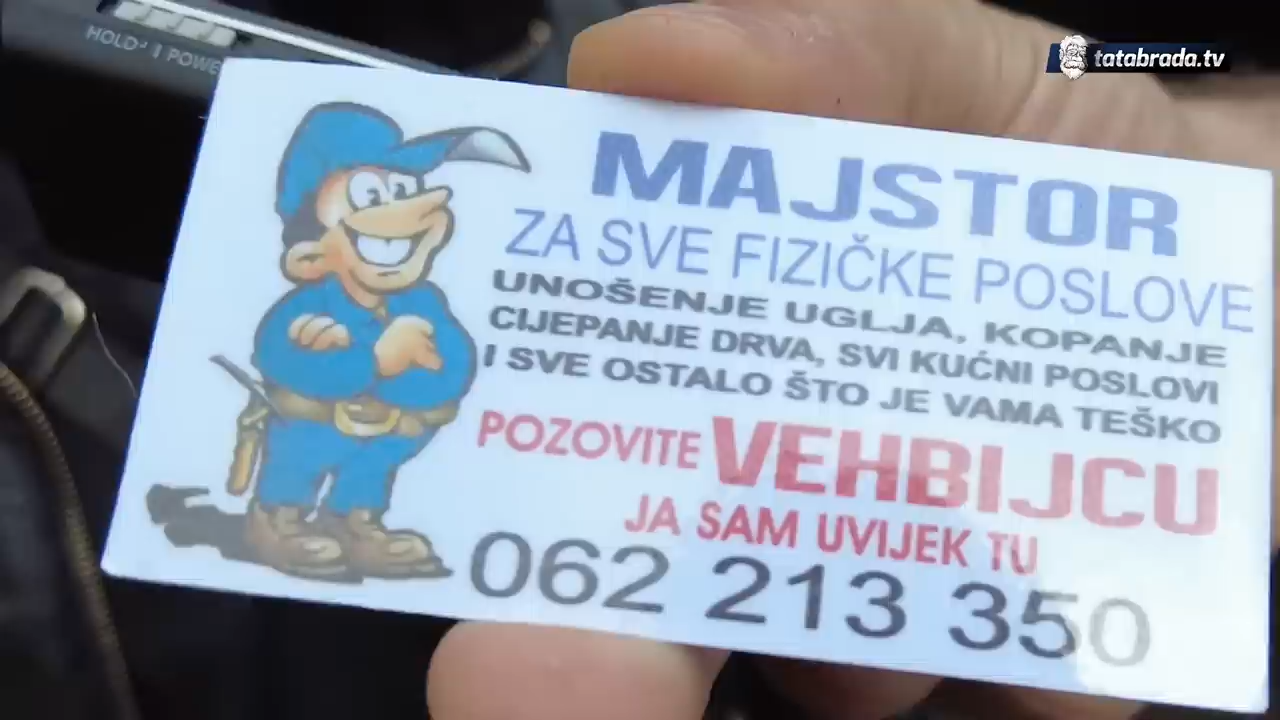 HOLD
tatabrada.tv
MAJSTOR
ZA SVE FIZIČKE POSLOVE
UNOŠENJE UGLJA, KOPANJE
CIJEPANJE DRVA, SVI KUĆNI POSLOVI
I SVE OSTALO ŠTO JE VAMA TEŠKO
POZOVITE VEHBIJCU
JA SAM UVIJEK TU
062 213 350